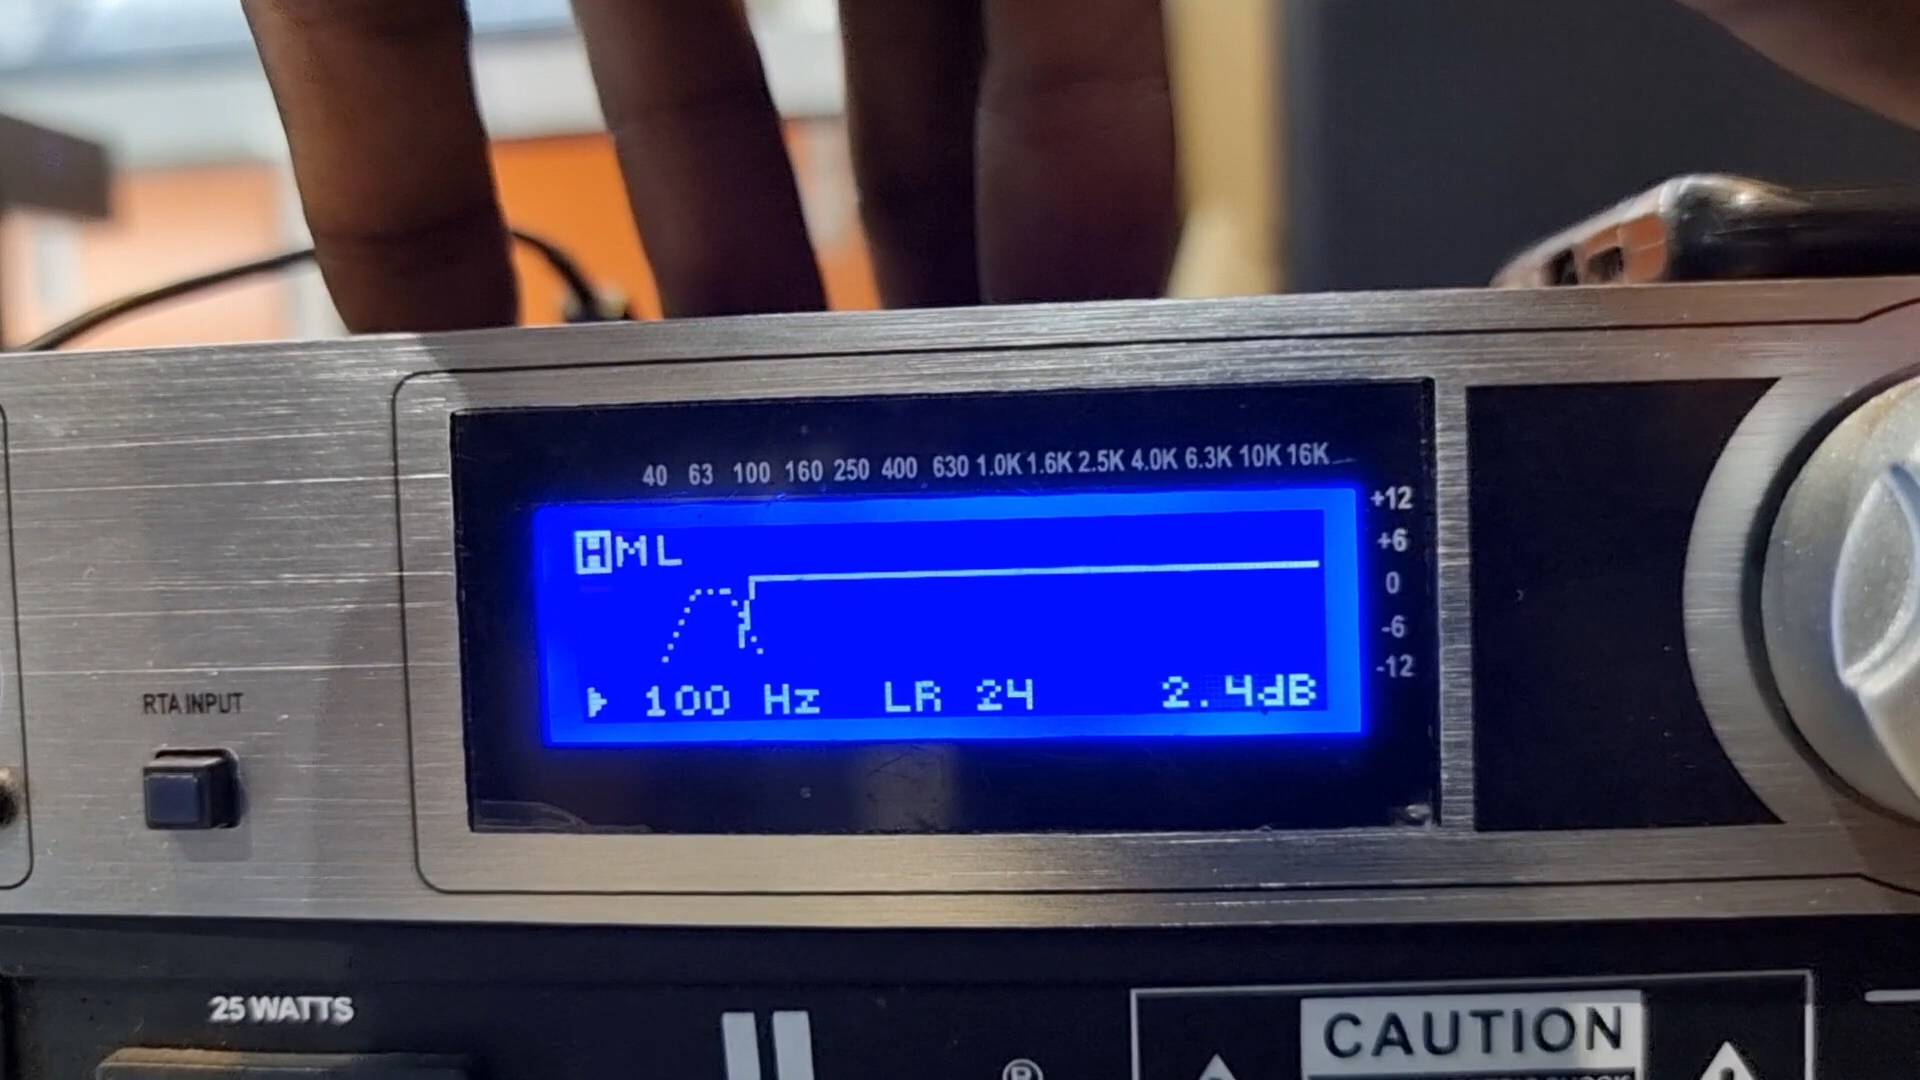 40 63 100 160 250 400 630 1.0K 1.6K 2.5K 4.0K 6.3K 10K 16K
+12
+6
0
-6
-12
HML
100 Hz LR 24 2.4dB
RTA INPUT
25 WATTS
®
CAUTION